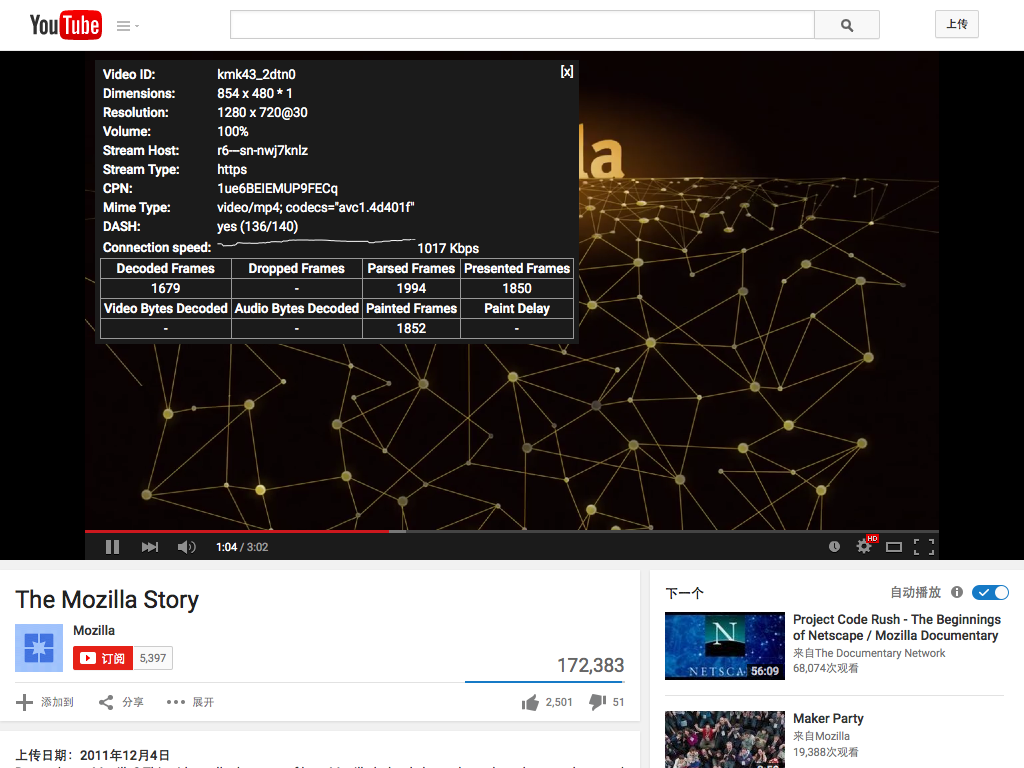 YouTube
上传
Video ID: kmk43_2dtn0 [x]
Dimensions: 854 x 480 * 1
Resolution: 1280 x 720@30
Volume: 100%
Stream Host: r6---sn-nwj7knlz
Stream Type: https
CPN: 1ue6BEIEMUP9FECq
Mime Type: video/mp4; codecs="avc1.4d401f"
DASH: yes (136/140)
Connection speed: 1017 Kbps
Decoded Frames Dropped Frames Parsed Frames Presented Frames
1679 - 1994 1850
Video Bytes Decoded Audio Bytes Decoded Painted Frames Paint Delay
- - 1852 -
la
1:04 / 3:02
HD
The Mozilla Story
Mozilla
订阅 5,397
172,383
添加到 分享 展开 2,501 51
上传日期：2011年12月4日
下一个 自动播放
Project Code Rush - The Beginnings
of Netscape / Mozilla Documentary
来自The Documentary Network
68,074次观看
N
NETSCA
56:09
Maker Party
来自Mozilla
19,388次观看